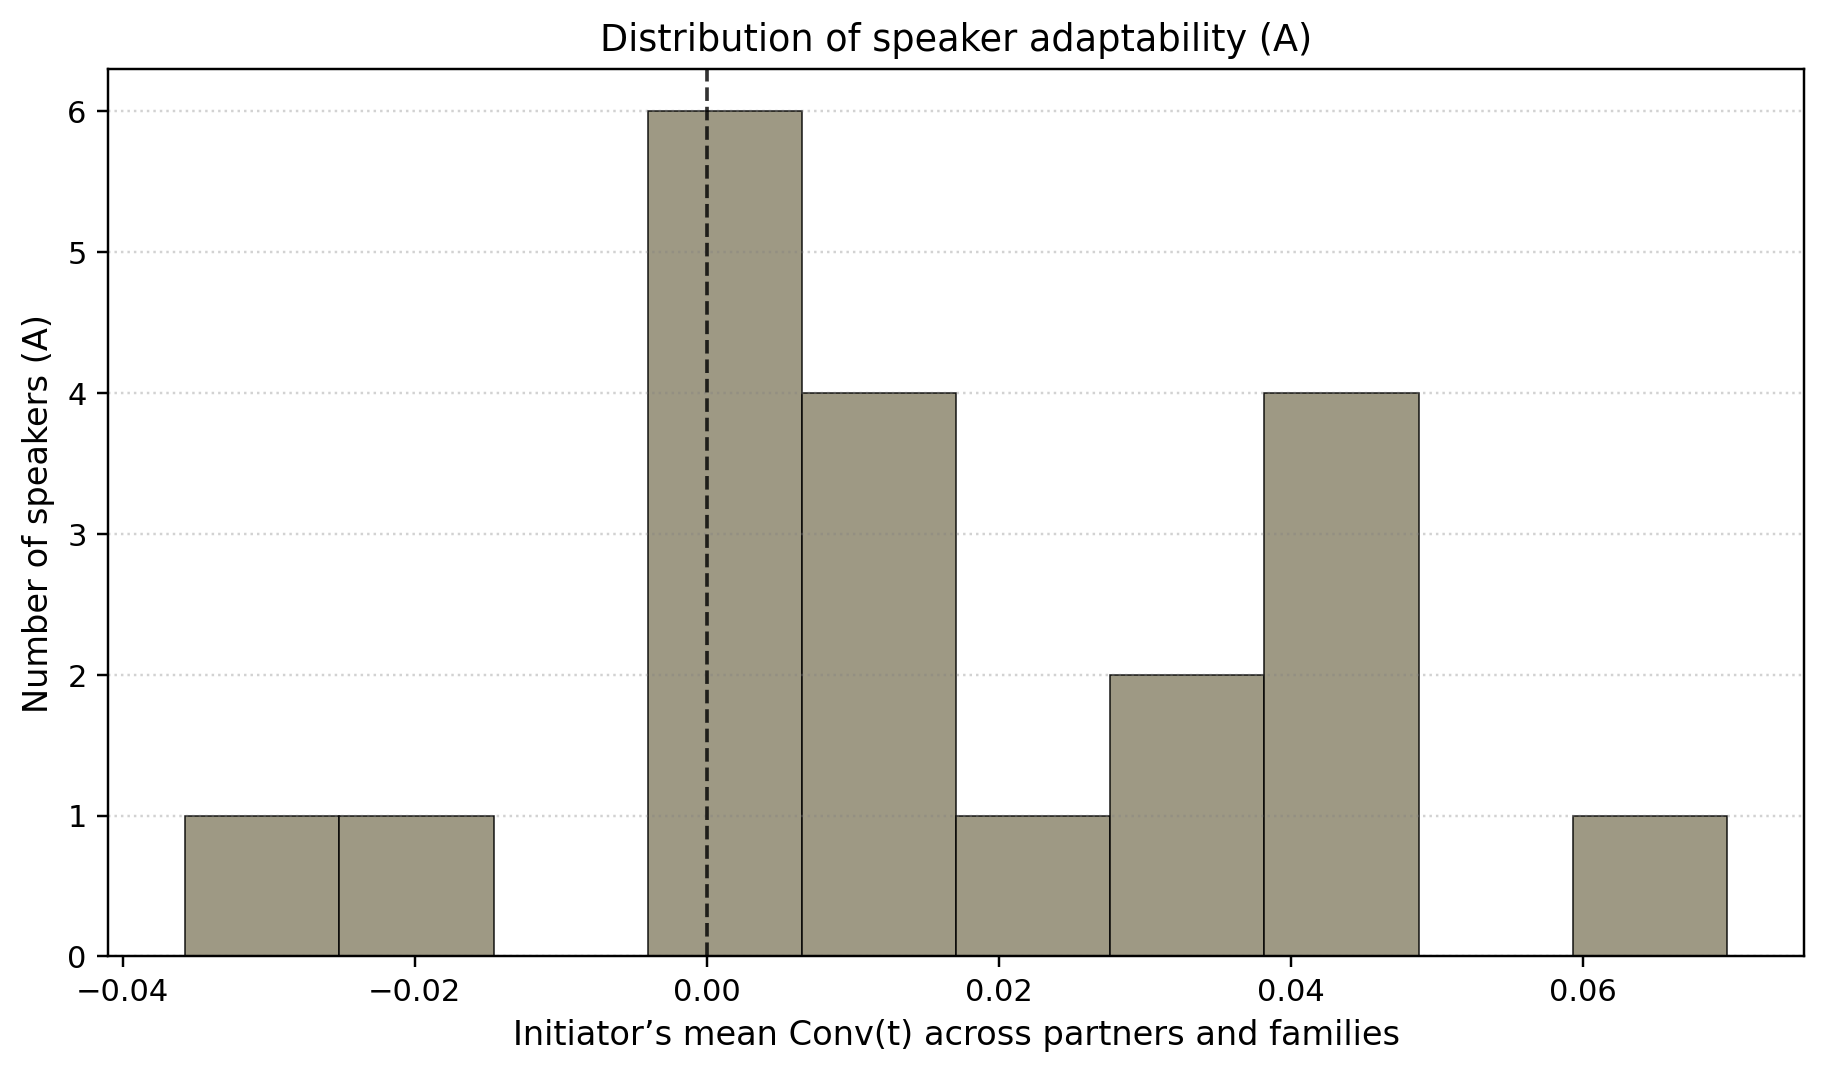 Distribution of speaker adaptability (A)
Number of speakers (A)
6
5
4
3
2
1
0
−0.04 −0.02 0.00 0.02 0.04 0.06
Initiator’s mean Conv(t) across partners and families